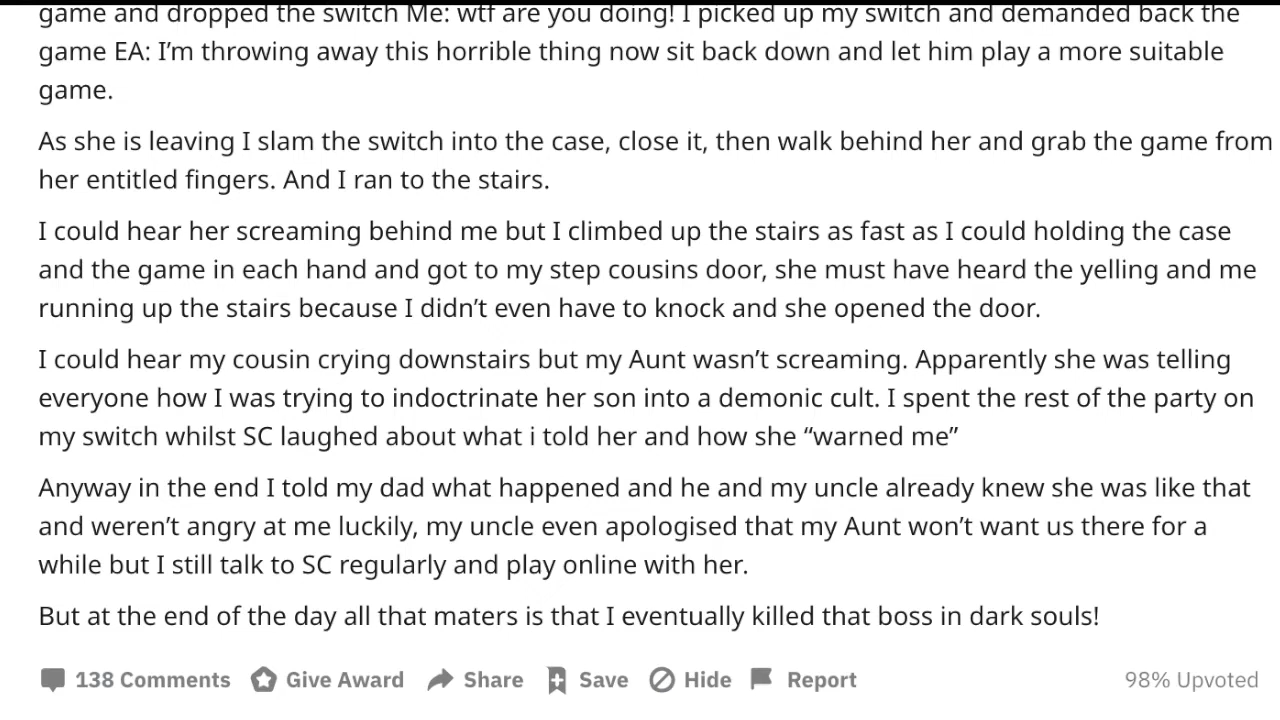 game and dropped the switch Me: wtf are you doing! I picked up my switch and demanded back the
game EA: I’m throwing away this horrible thing now sit back down and let him play a more suitable
game.
As she is leaving I slam the switch into the case, close it, then walk behind her and grab the game from
her entitled fingers. And I ran to the stairs.
I could hear her screaming behind me but I climbed up the stairs as fast as I could holding the case
and the game in each hand and got to my step cousins door, she must have heard the yelling and me
running up the stairs because I didn’t even have to knock and she opened the door.
I could hear my cousin crying downstairs but my Aunt wasn’t screaming. Apparently she was telling
everyone how I was trying to indoctrinate her son into a demonic cult. I spent the rest of the party on
my switch whilst SC laughed about what i told her and how she “warned me”
Anyway in the end I told my dad what happened and he and my uncle already knew she was like that
and weren’t angry at me luckily, my uncle even apologised that my Aunt won’t want us there for a
while but I still talk to SC regularly and play online with her.
But at the end of the day all that maters is that I eventually killed that boss in dark souls!
138 Comments Give Award Share Save Hide Report 98% Upvoted